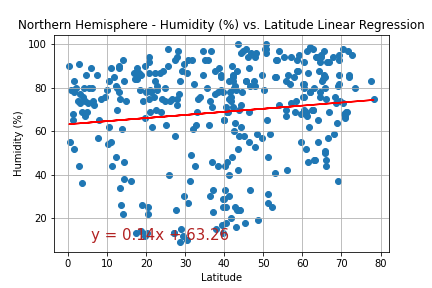 Northern Hemisphere - Humidity (%) vs. Latitude Linear Regression
100
80
60
40
20
Humidity (%)
y = 0.14x + 63.26
0 10 20 30 40 50 60 70 80
Latitude